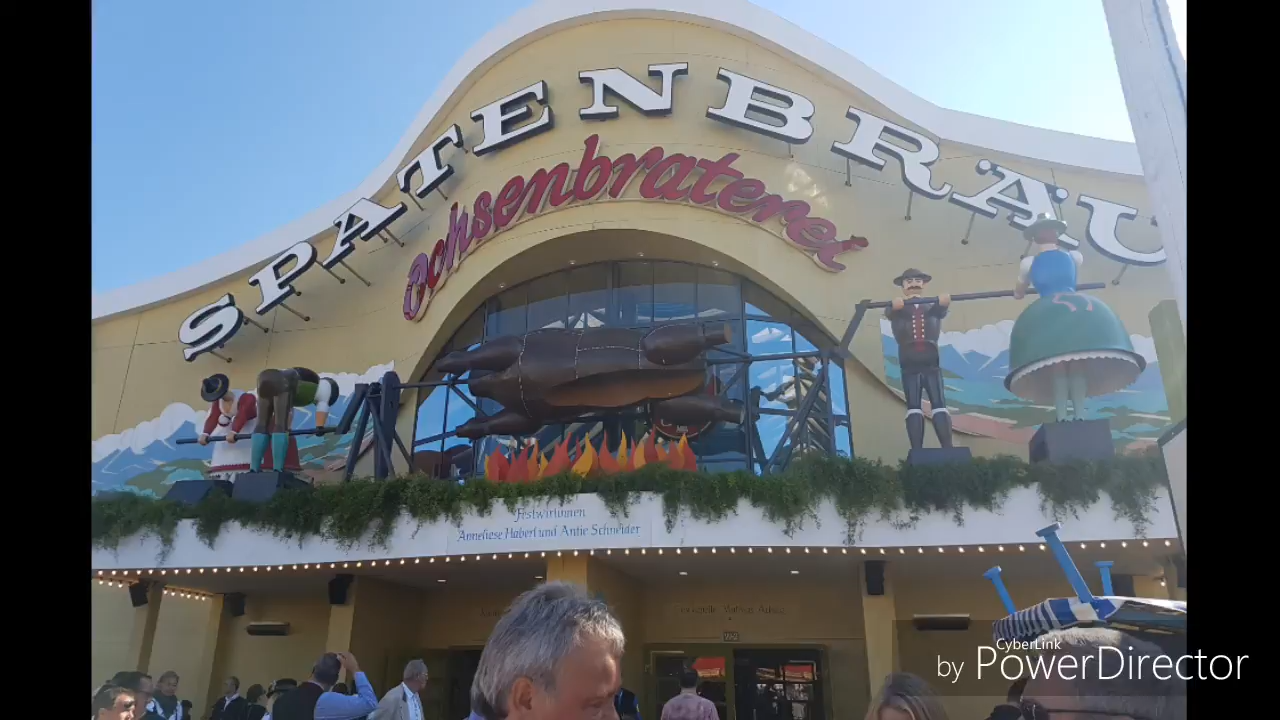 SPATENBRÄU
Ochsenbraterei
Festwirtinnen
Anneliese Haberl und Antje Schneider
CyberLink
by PowerDirector